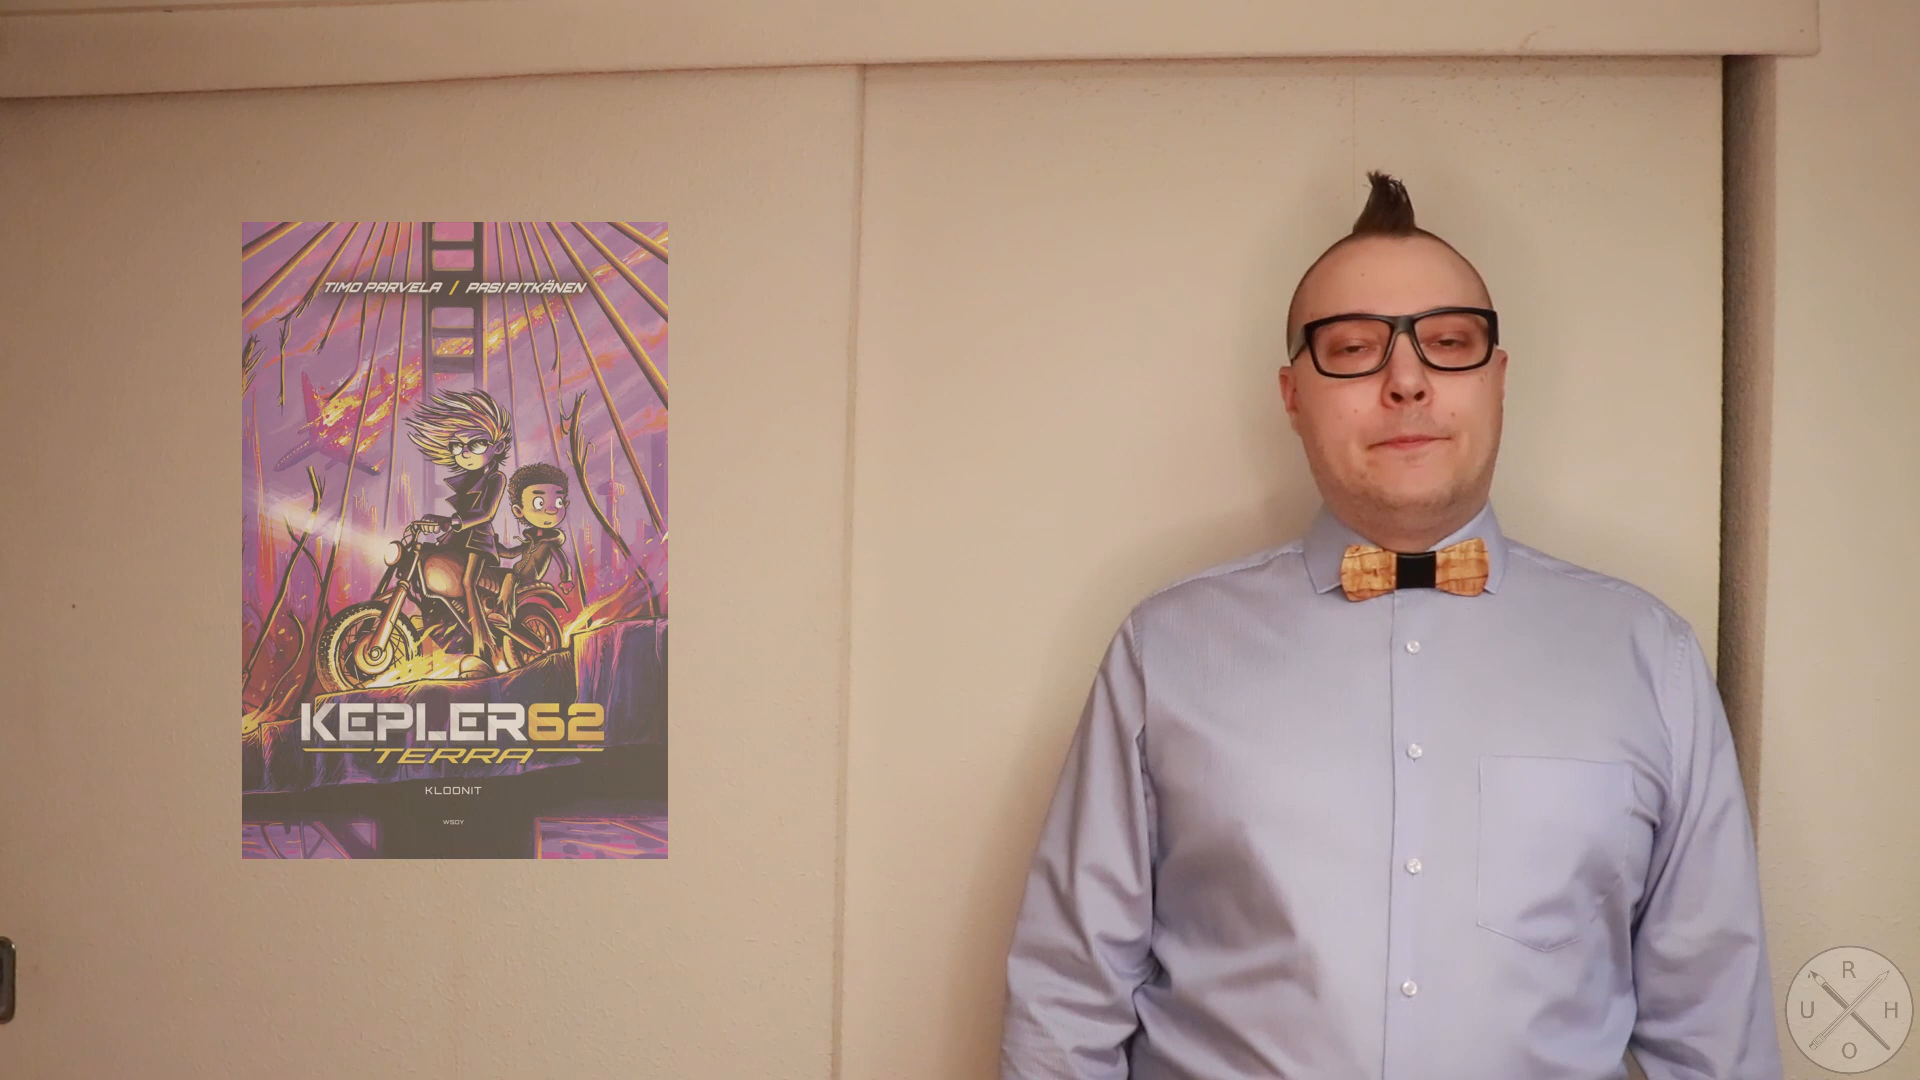 TIMO PARVELA / PASI PITKÄNEN
KEPLER62
TERRA
KLOONIT
WSOY
U R H O